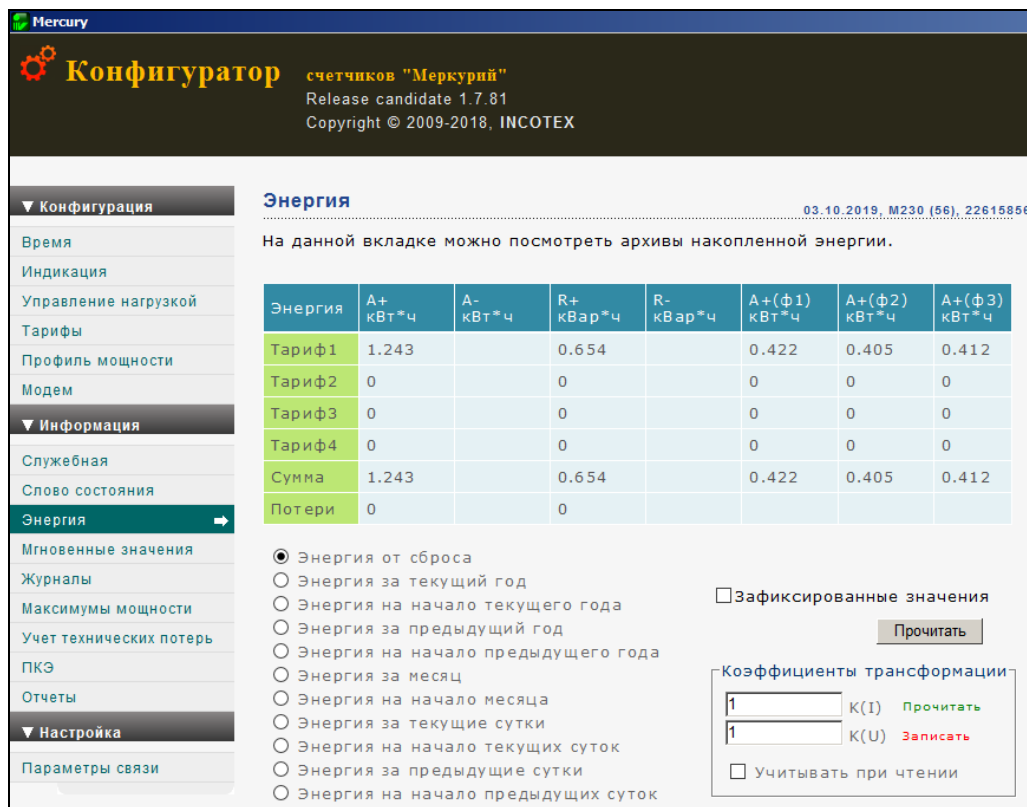 Mercury
Конфигуратор счетчиков "Меркурий"
Release candidate 1.7.81
Copyright © 2009-2018, INCOTEX
▼ Конфигурация
Время
Индикация
Управление нагрузкой
Тарифы
Профиль мощности
Модем
▼ Информация
Служебная
Слово состояния
Энергия
Мгновенные значения
Журналы
Максимумы мощности
Учет технических потерь
ПКЭ
Отчеты
▼ Настройка
Параметры связи
Энергия
03.10.2019, М230 (56), 22615856
На данной вкладке можно посмотреть архивы накопленной энергии.
Энергия A+ кВт*ч A- кВт*ч R+ кВар*ч R- кВар*ч A+(ф1) кВт*ч A+(ф2) кВт*ч A+(ф3) кВт*ч
Тариф1 1.243 0.654 0.422 0.405 0.412
Тариф2 0 0 0 0 0
Тариф3 0 0 0 0 0
Тариф4 0 0 0 0 0
Сумма 1.243 0.654 0.422 0.405 0.412
Потери 0 0
Энергия от сброса
Энергия за текущий год
Энергия на начало текущего года
Энергия за предыдущий год
Энергия на начало предыдущего года
Энергия за месяц
Энергия на начало месяца
Энергия за текущие сутки
Энергия на начало текущих суток
Энергия за предыдущие сутки
Энергия на начало предыдущих суток
Зафиксированные значения
Прочитать
Коэффициенты трансформации
1 K(I) Прочитать
1 K(U) Записать
Учитывать при чтении